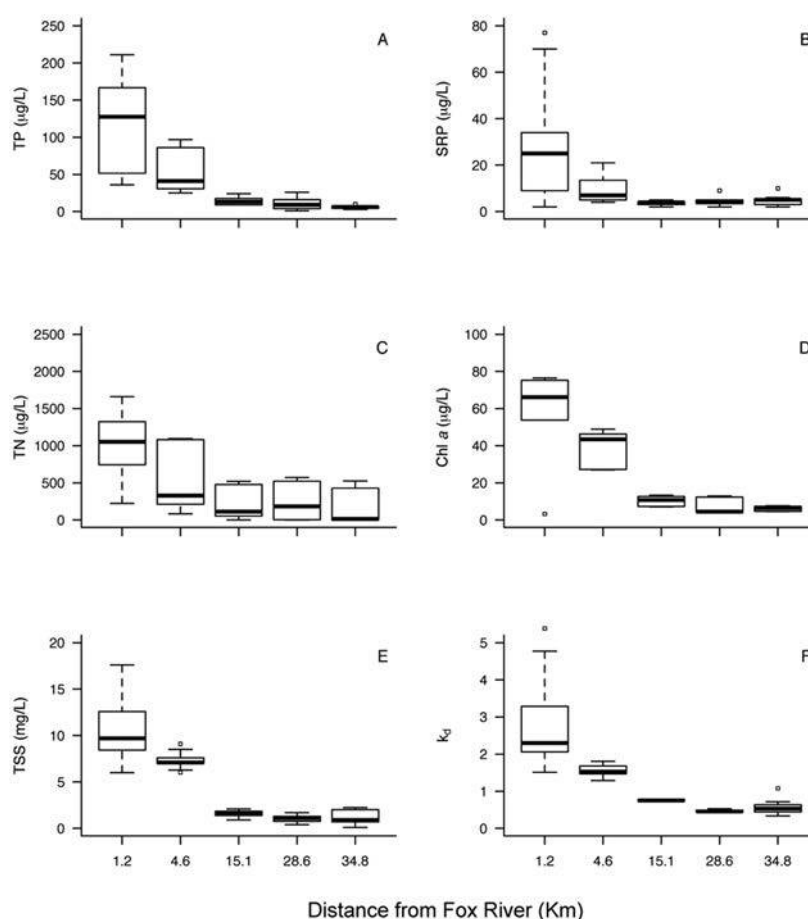 A
TP (µg/L)
250
200
150
100
50
0
B
SRP (µg/L)
80
60
40
20
0
C
TN (µg/L)
2500
2000
1500
1000
500
0
D
Chl a (µg/L)
100
80
60
40
20
0
E
TSS (mg/L)
20
15
10
5
0
1.2 4.6 15.1 28.6 34.8
F
kd
5
4
3
2
1
0
1.2 4.6 15.1 28.6 34.8
Distance from Fox River (Km)